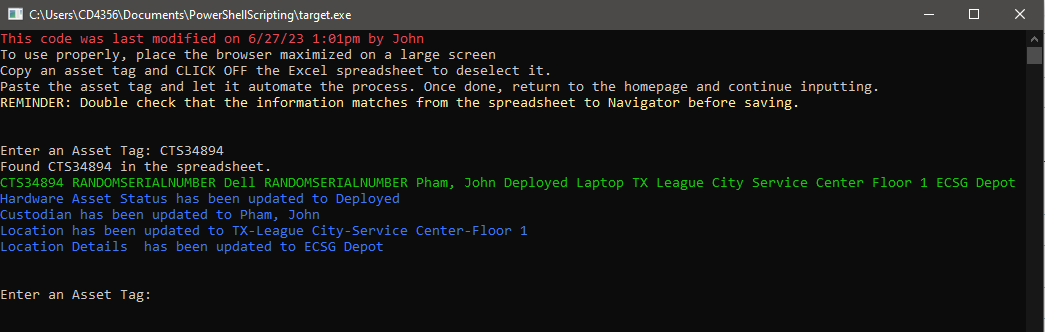 C:\Users\CD4356\Documents\PowerShellScripting\target.exe
This code was last modified on 6/27/23 1:01pm by John
To use properly, place the browser maximized on a large screen
Copy an asset tag and CLICK OFF the Excel spreadsheet to deselect it.
Paste the asset tag and let it automate the process. Once done, return to the homepage and continue inputting.
REMINDER: Double check that the information matches from the spreadsheet to Navigator before saving.
Enter an Asset Tag: CTS34894
Found CTS34894 in the spreadsheet.
CTS34894 RANDOMSERIALNUMBER Dell RANDOMSERIALNUMBER Pham, John Deployed Laptop TX League City Service Center Floor 1 ECSG Depot
Hardware Asset Status has been updated to Deployed
Custodian has been updated to Pham, John
Location has been updated to TX-League City-Service Center-Floor 1
Location Details  has been updated to ECSG Depot
Enter an Asset Tag: